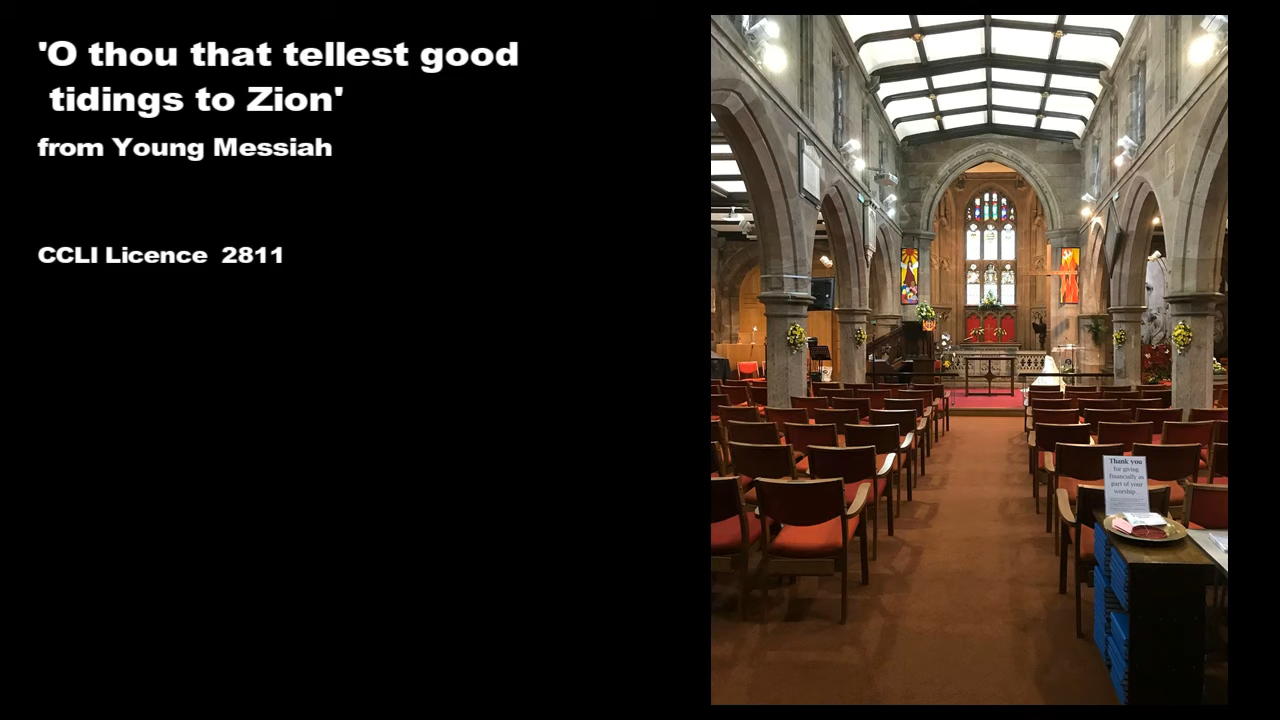 'O thou that tellest good
tidings to Zion'
from Young Messiah
CCLI Licence 2811
Thank you
for giving
financially as
part of your
worship